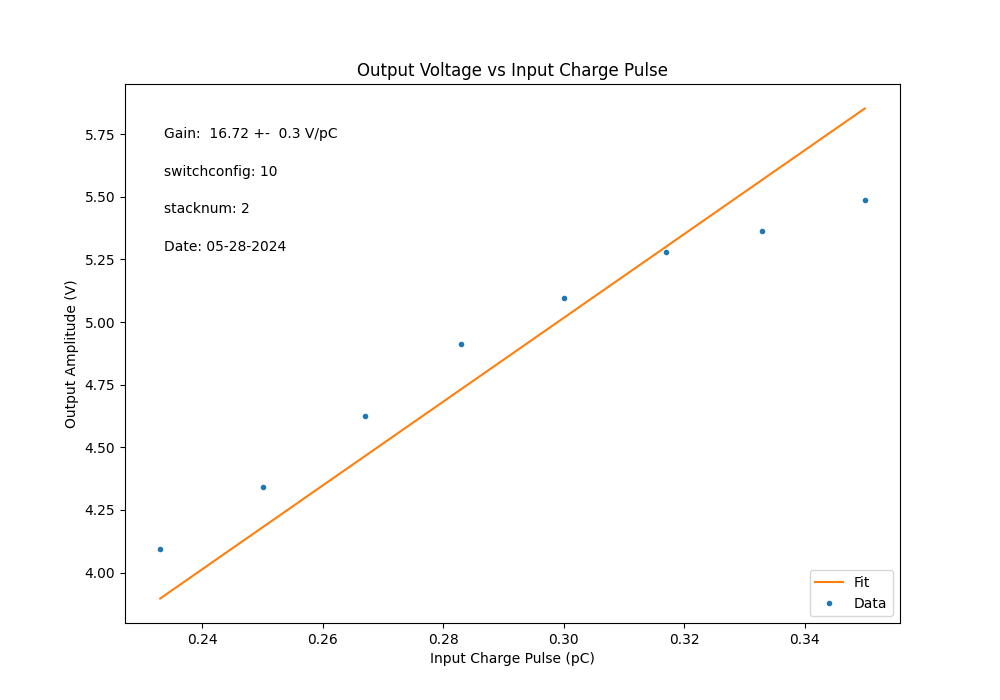 Output Voltage vs Input Charge Pulse
Gain:  16.72 +-  0.3 V/pC
switchconfig: 10
stacknum: 2
Date: 05-28-2024
Output Amplitude (V)
5.75
5.50
5.25
5.00
4.75
4.50
4.25
4.00
Fit
Data
0.24 0.26 0.28 0.30 0.32 0.34
Input Charge Pulse (pC)